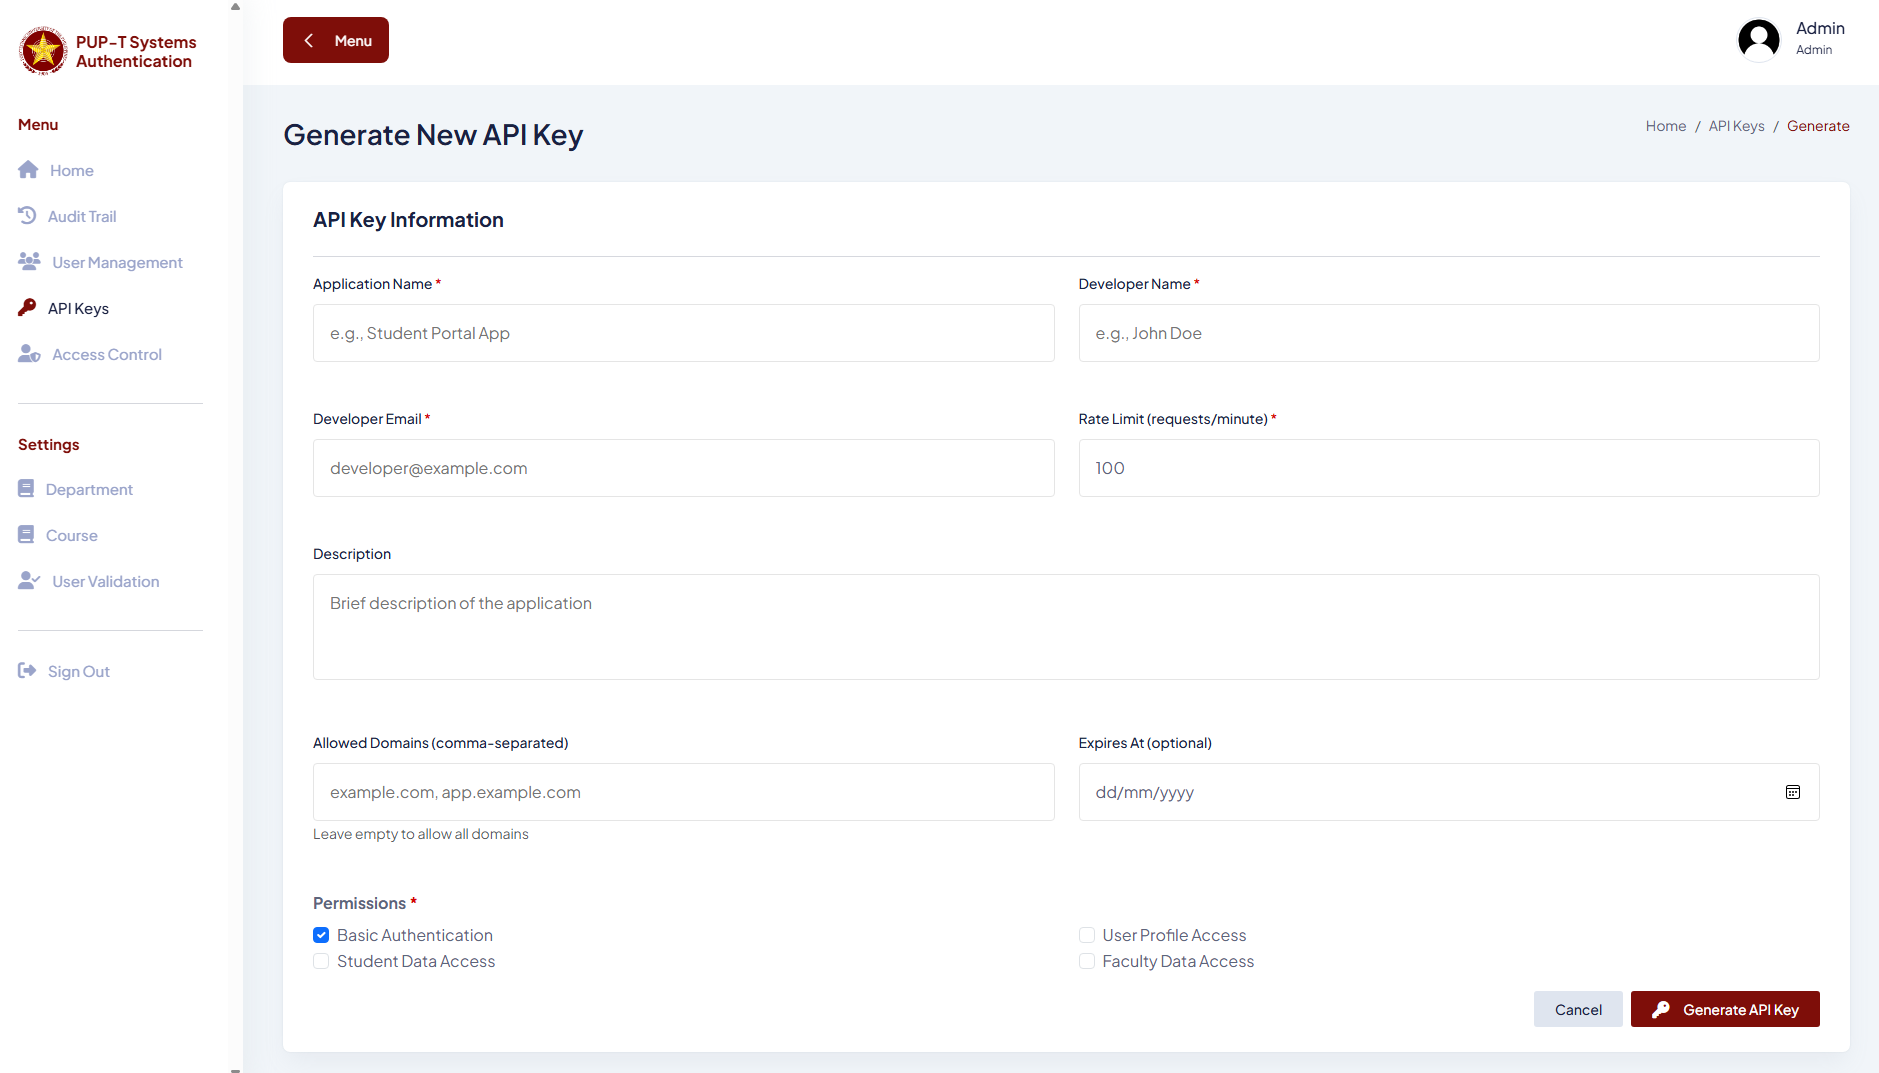 PUP-T Systems
Authentication
Menu
Home
Audit Trail
User Management
API Keys
Access Control
Settings
Department
Course
User Validation
Sign Out
Menu
Admin
Admin
Generate New API Key
Home / API Keys / Generate
API Key Information
Application Name *
e.g., Student Portal App
Developer Name *
e.g., John Doe
Developer Email *
developer@example.com
Rate Limit (requests/minute) *
100
Description
Brief description of the application
Allowed Domains (comma-separated)
example.com, app.example.com
Leave empty to allow all domains
Expires At (optional)
dd/mm/yyyy
Permissions *
Basic Authentication
User Profile Access
Student Data Access
Faculty Data Access
Cancel
Generate API Key